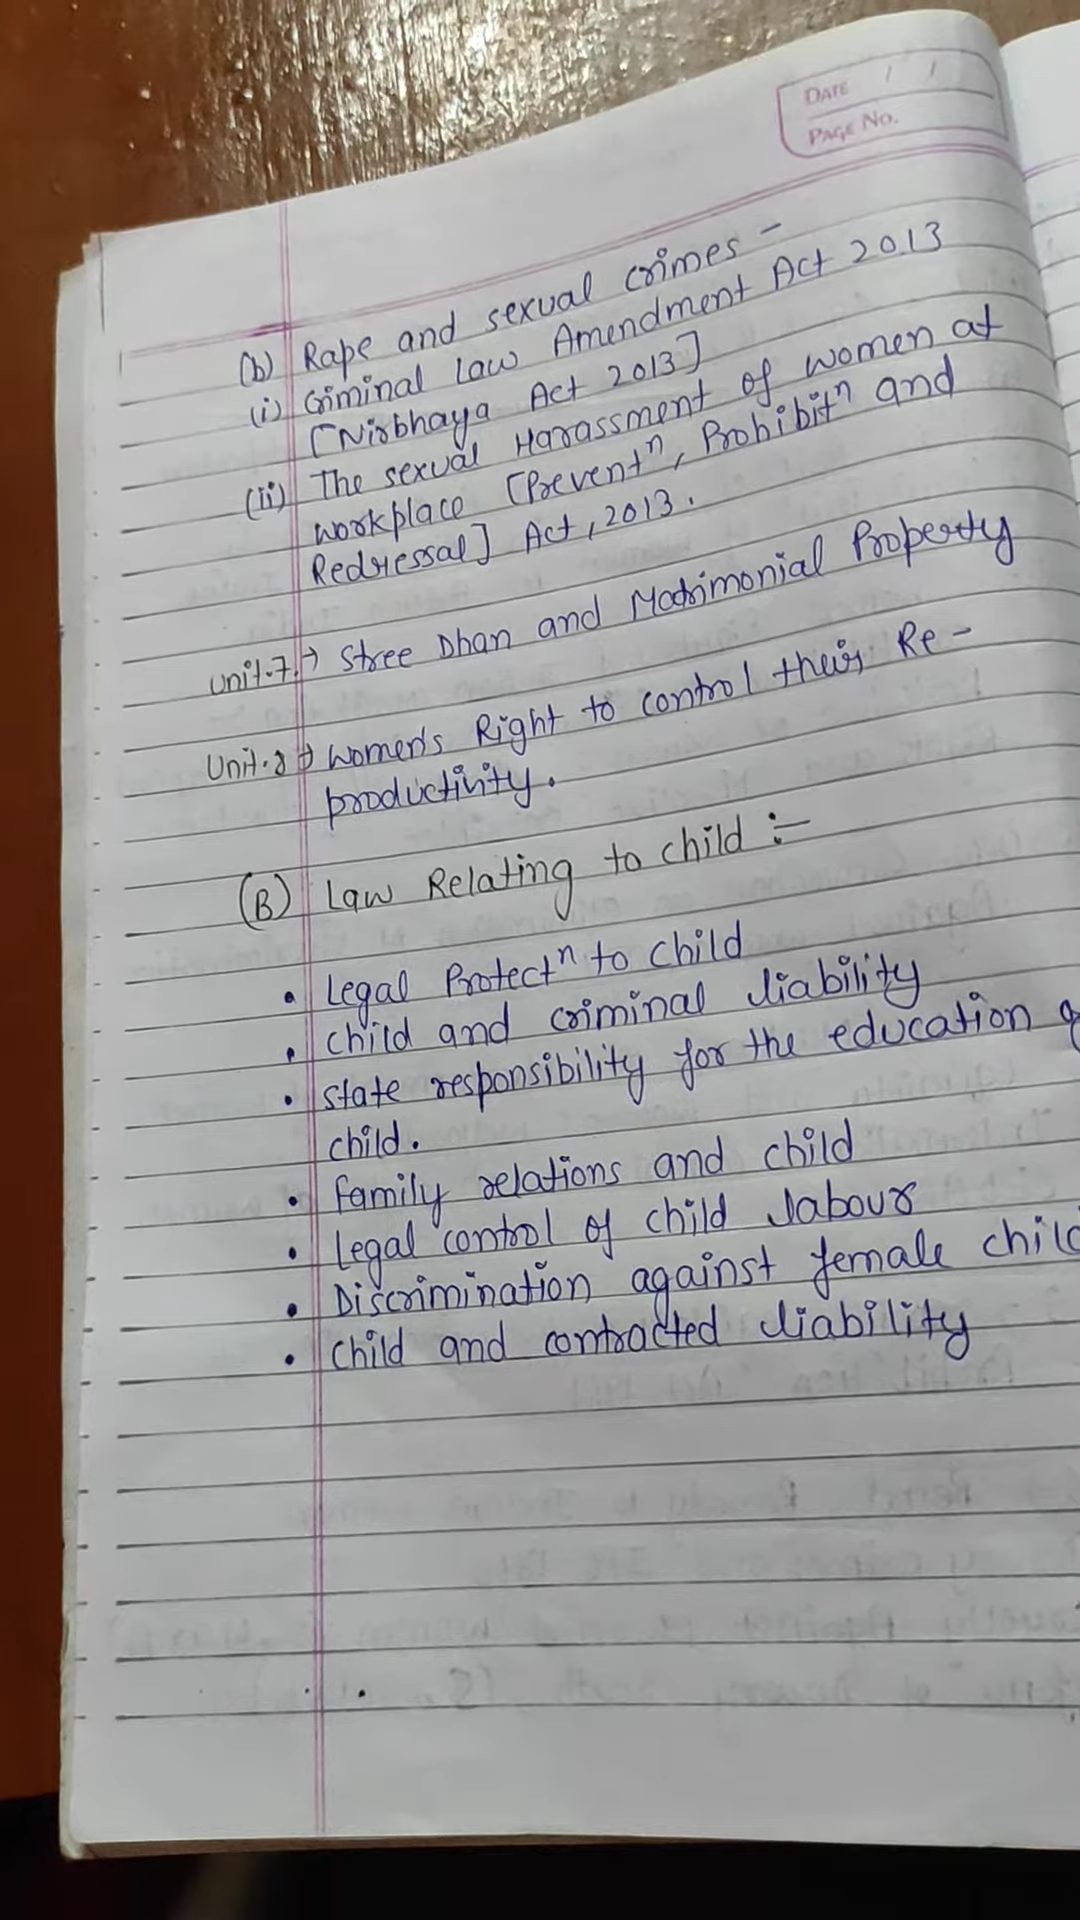 DATE / /
PAGE NO.
(b) Rape and sexual crimes -
(i) Criminal Law Amendment Act 2013
[Nirbhaya Act 2013]
(ii) The sexual Harassment of women at
workplace [Preventⁿ, Prohibitⁿ and
Redressal] Act, 2013.
Unit-7.→ Stree Dhan and Matrimonial Property
Unit-8→ Women's Right to control their Re-
productivity.
(B) Law Relating to child :-
• Legal Protectⁿ to child
• child and criminal liability
• state responsibility for the education of
child.
• family relations and child
• Legal control of child labour
• Discrimination against female child
• child and contracted liability